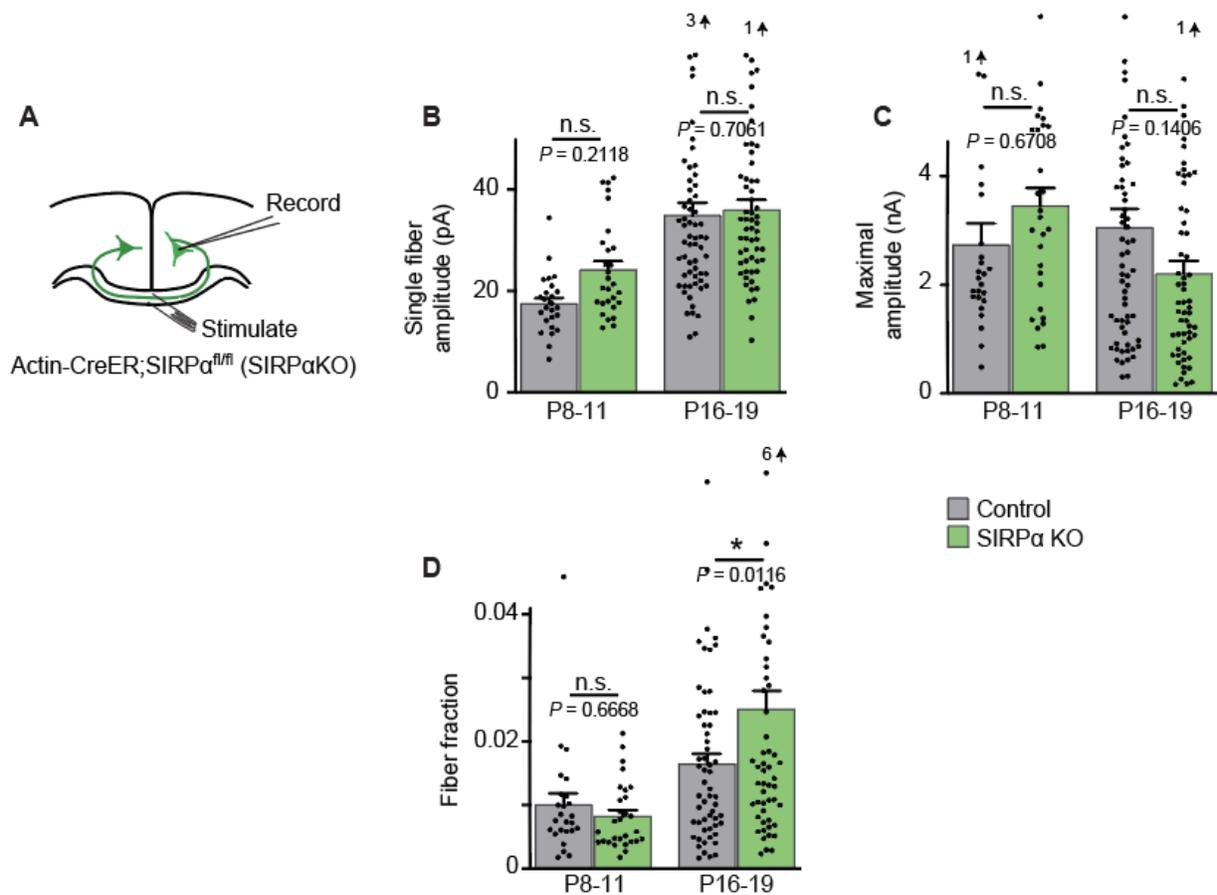 A
Record
Stimulate
Actin-CreER;SIRPα^fl/fl (SIRPαKO)
B
3
1
n.s.
P = 0.2118
n.s.
P = 0.7061
Single fiber
amplitude (pA)
40
20
0
P8-11
P16-19
C
1
1
n.s.
P = 0.6708
n.s.
P = 0.1406
Maximal
amplitude (nA)
4
2
0
P8-11
P16-19
Control
SIRPα KO
D
6
n.s.
P = 0.6668
*
P = 0.0116
Fiber fraction
0.04
0.02
0
P8-11
P16-19